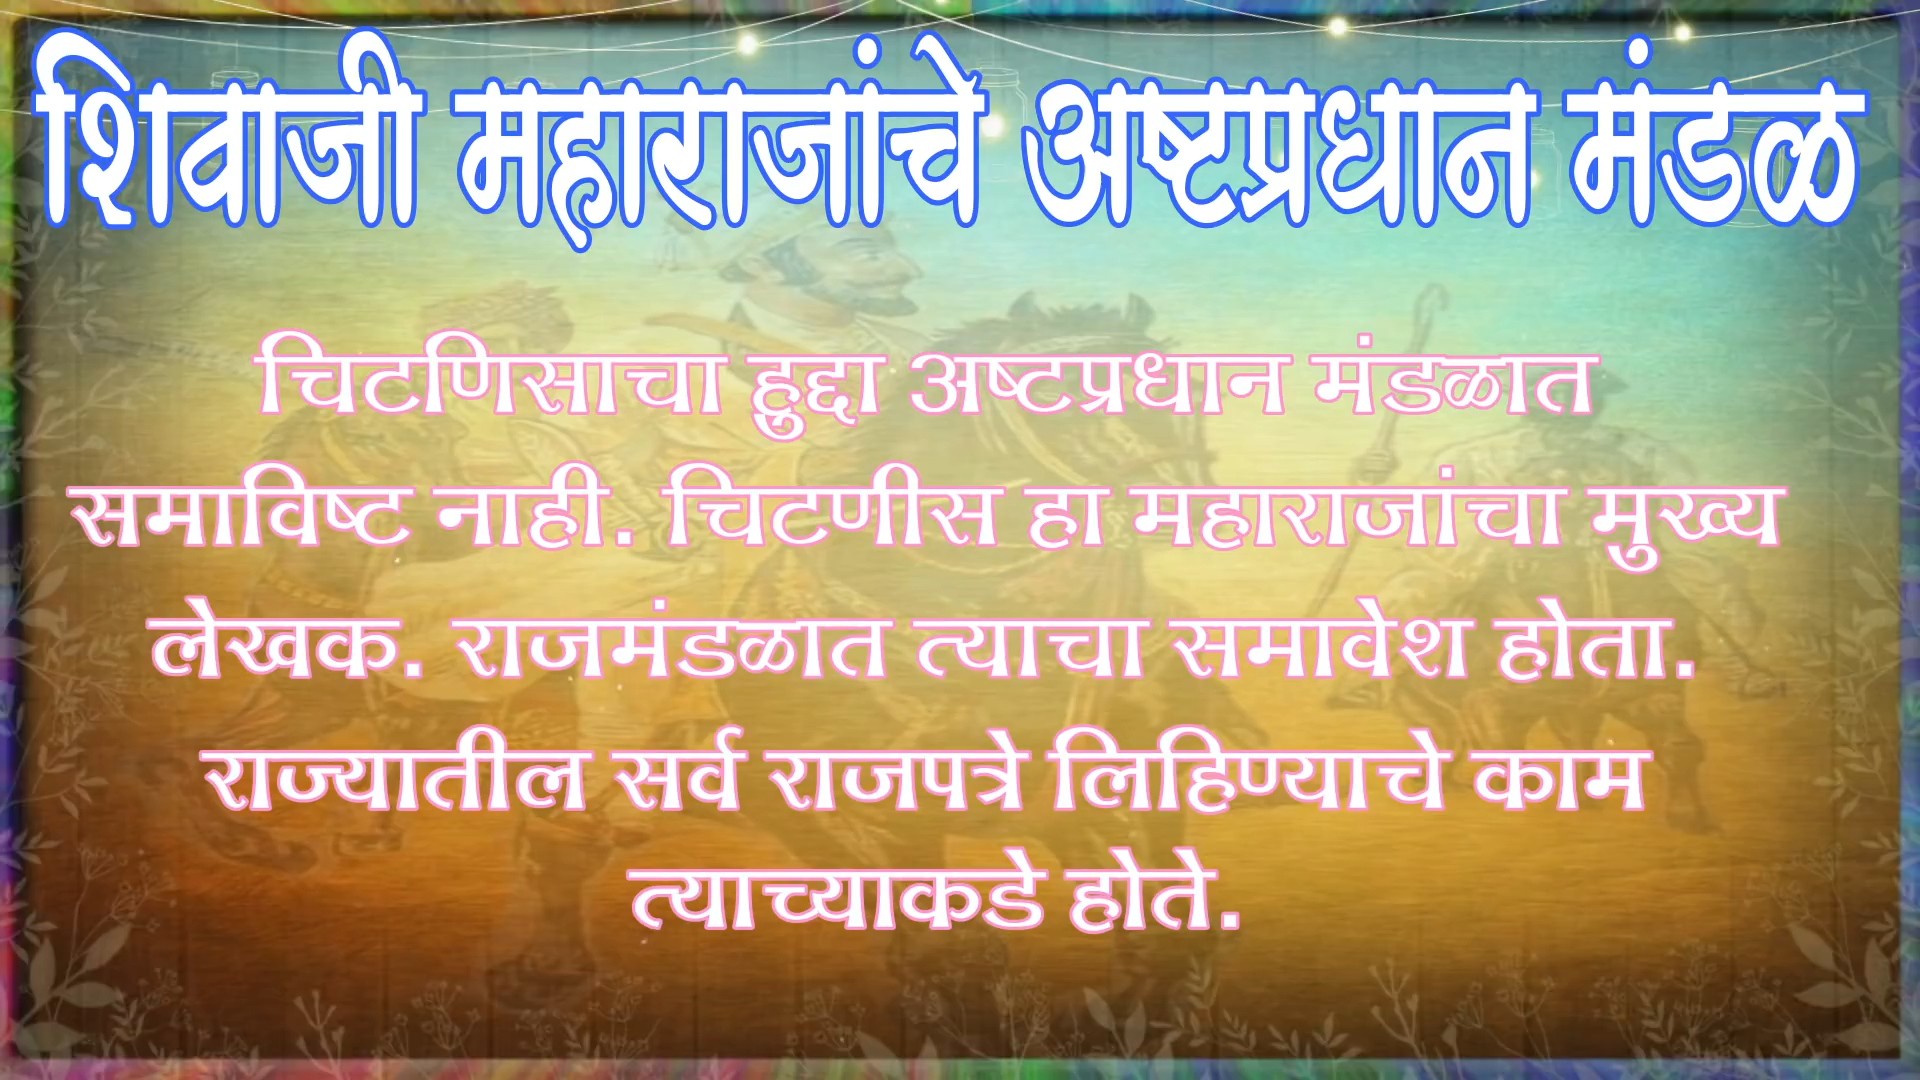 शिवाजी महाराजांचे अष्टप्रधान मंडळ
चिटणिसाचा हुद्दा अष्टप्रधान मंडळात
समाविष्ट नाही. चिटणीस हा महाराजांचा मुख्य
लेखक. राजमंडळात त्याचा समावेश होता.
राज्यातील सर्व राजपत्रे लिहिण्याचे काम
त्याच्याकडे होते.